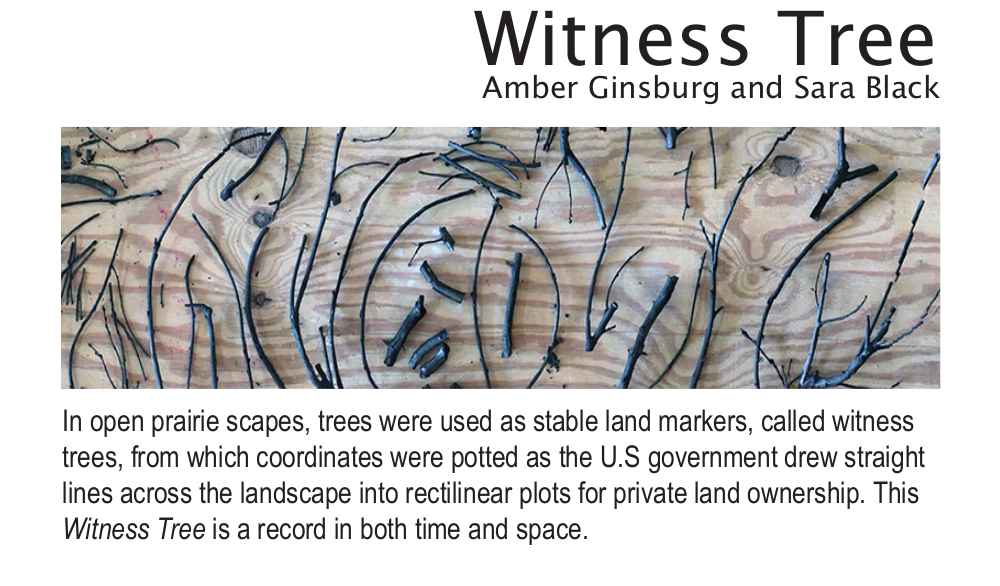 Witness Tree
Amber Ginsburg and Sara Black
In open prairie scapes, trees were used as stable land markers, called witness
trees, from which coordinates were potted as the U.S government drew straight
lines across the landscape into rectilinear plots for private land ownership. This
Witness Tree is a record in both time and space.